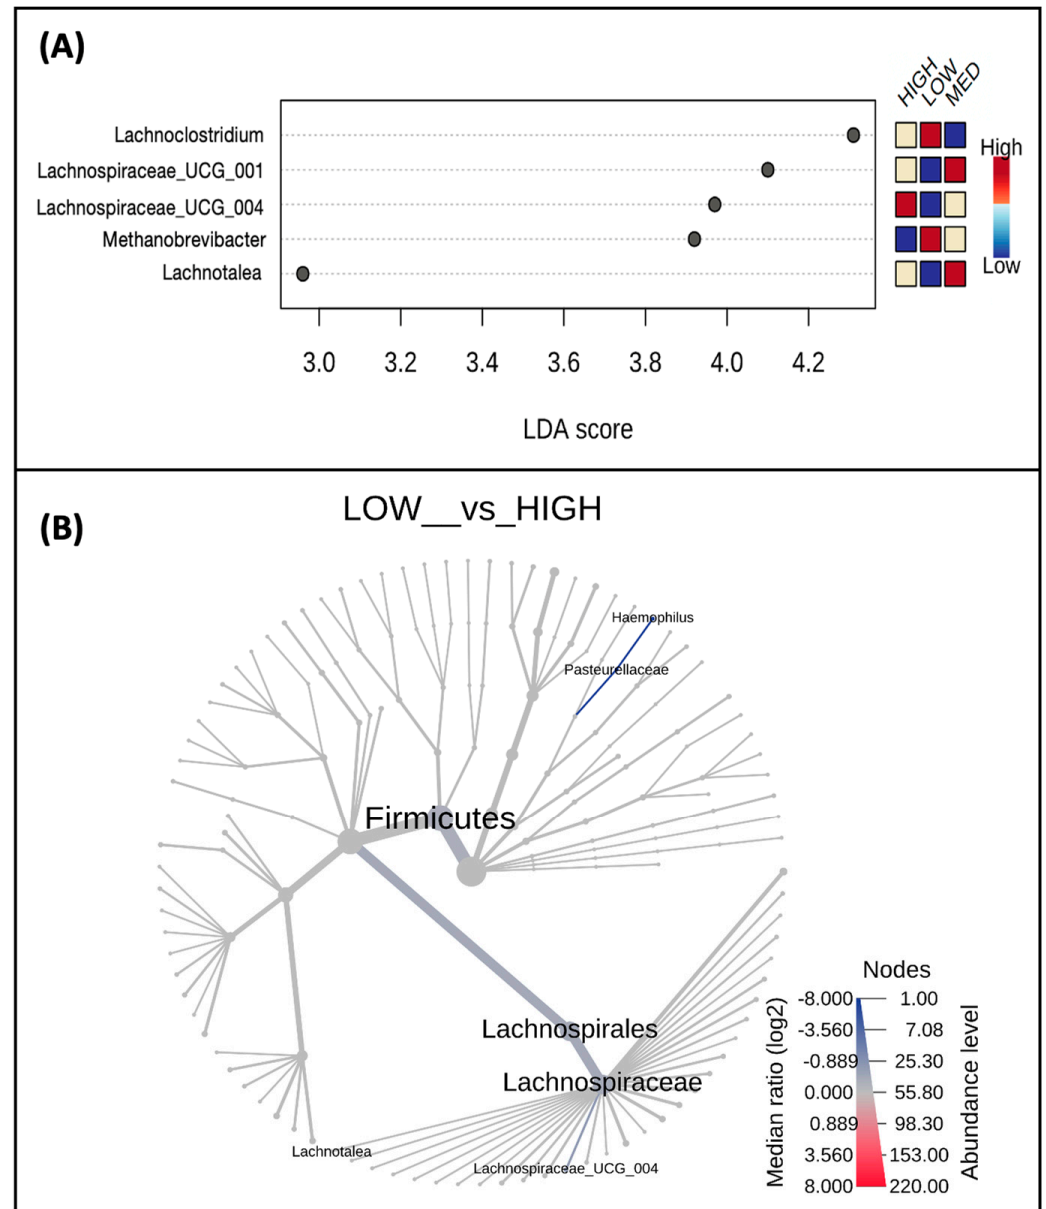 (A)
HIGH
LOW
MED
Lachnoclostridium
Lachnospiraceae_UCG_001
Lachnospiraceae_UCG_004
Methanobrevibacter
Lachnotalea
High
Low
3.0 3.2 3.4 3.6 3.8 4.0 4.2
LDA score
(B)
LOW__vs_HIGH
Haemophilus
Pasteurellaceae
Firmicutes
Lachnospirales
Lachnospiraceae
Lachnotalea
Lachnospiraceae_UCG_004
Nodes
Median ratio (log2)
Abundance level
-8.000 1.00
-3.560 7.08
-0.889 25.30
0.000 55.80
0.889 98.30
3.560 153.00
8.000 220.00